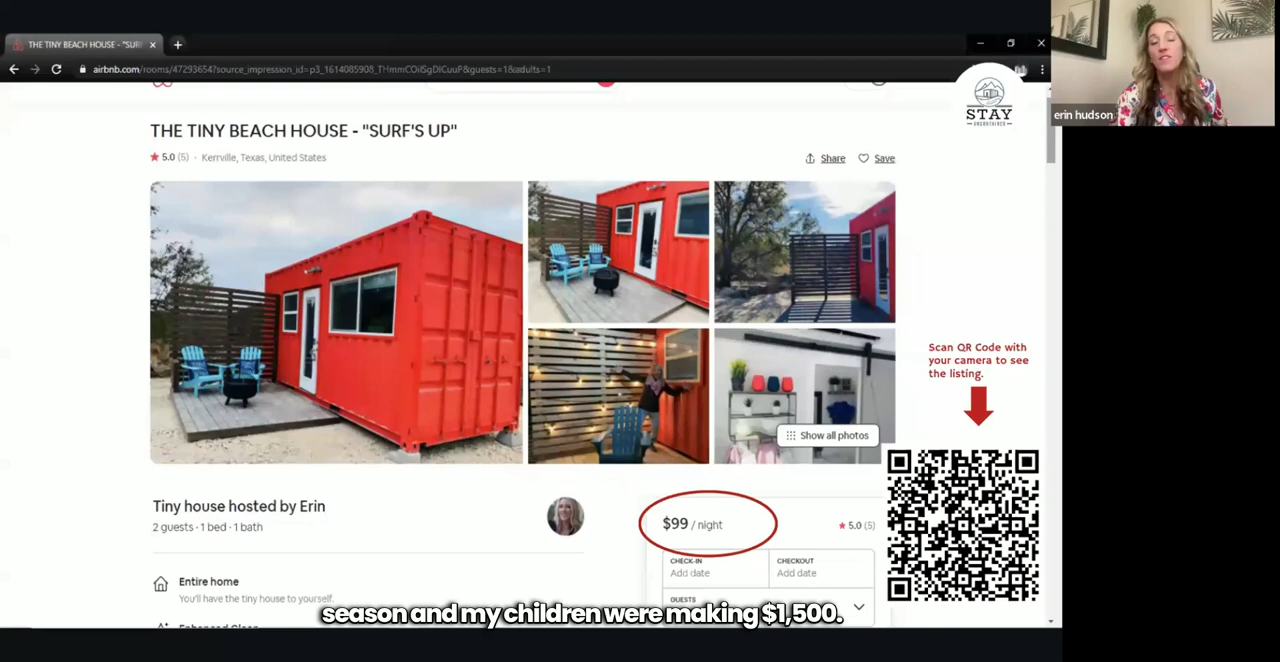 THE TINY BEACH HOUSE - "SURF
airbnb.com/rooms/47293654?source_impression_id=p3_1614085908_THmmCOilSgDlCuuP&guests=1&adults=1
erin hudson
STAY
THE TINY BEACH HOUSE - "SURF'S UP"
5.0 (5) · Kerrville, Texas, United States
Share
Save
Scan QR Code with
your camera to see
the listing.
Show all photos
Tiny house hosted by Erin
2 guests · 1 bed · 1 bath
$99 / night
5.0 (5)
CHECK-IN
Add date
CHECKOUT
Add date
GUESTS
Entire home
You'll have the tiny house to yourself.
season and my children were making $1,500.